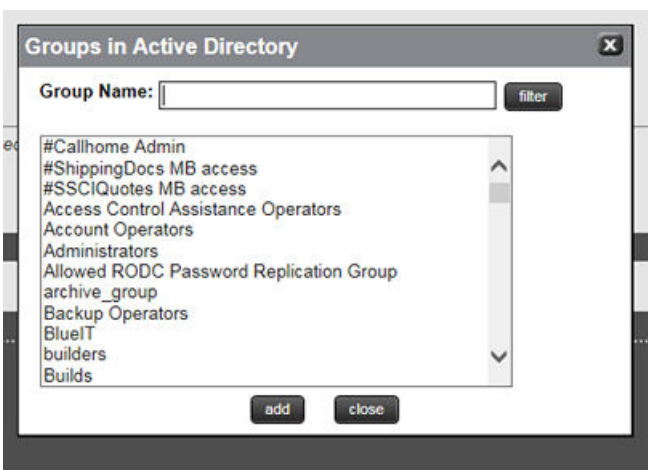 Groups in Active Directory
Group Name:
filter
#Callhome Admin
#ShippingDocs MB access
#SSCIQuotes MB access
Access Control Assistance Operators
Account Operators
Administrators
Allowed RODC Password Replication Group
archive_group
Backup Operators
BlueIT
builders
Builds
add close